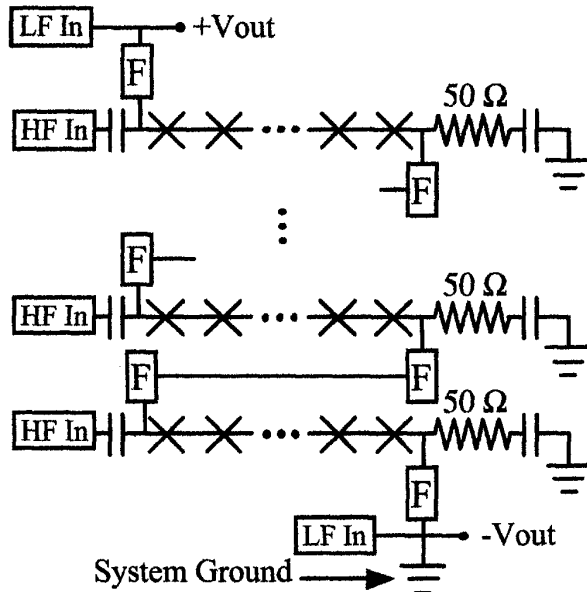 LF In
+Vout
F
50 Ω
HF In
F
F
50 Ω
HF In
F
F
50 Ω
HF In
F
LF In
-Vout
System Ground